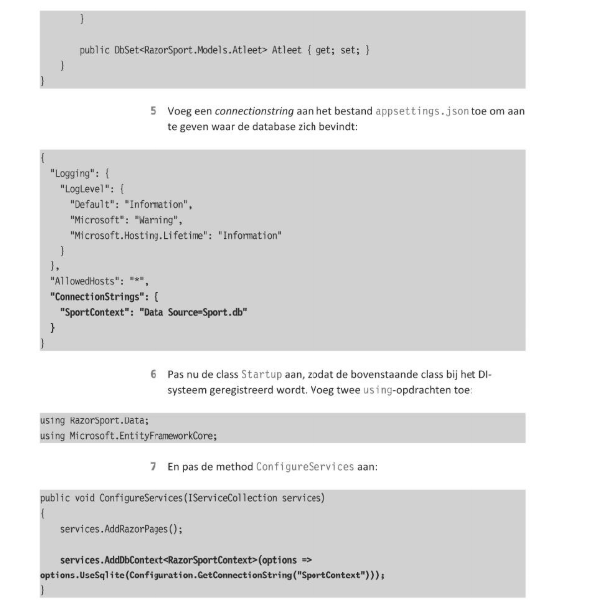 }
public DbSet<RazorSport.Models.Atleet> Atleet { get; set; }
}
}
5 Voeg een connectionstring aan het bestand appsettings.json toe om aan
te geven waar de database zich bevindt:
{
"Logging": {
"LogLevel": {
"Default": "Information",
"Microsoft": "Warning",
"Microsoft.Hosting.Lifetime": "Information"
}
},
"AllowedHosts": "*",
"ConnectionStrings": {
"SportContext": "Data Source=Sport.db"
}
}
6 Pas nu de class Startup aan, zodat de bovenstaande class bij het DI-
systeem geregistreerd wordt. Voeg twee using-opdrachten toe:
using RazorSport.Data;
using Microsoft.EntityFrameworkCore;
7 En pas de method ConfigureServices aan:
public void ConfigureServices(IServiceCollection services)
{
services.AddRazorPages();
services.AddDbContext<RazorSportContext>(options =>
options.UseSqlite(Configuration.GetConnectionString("SportContext")));
}